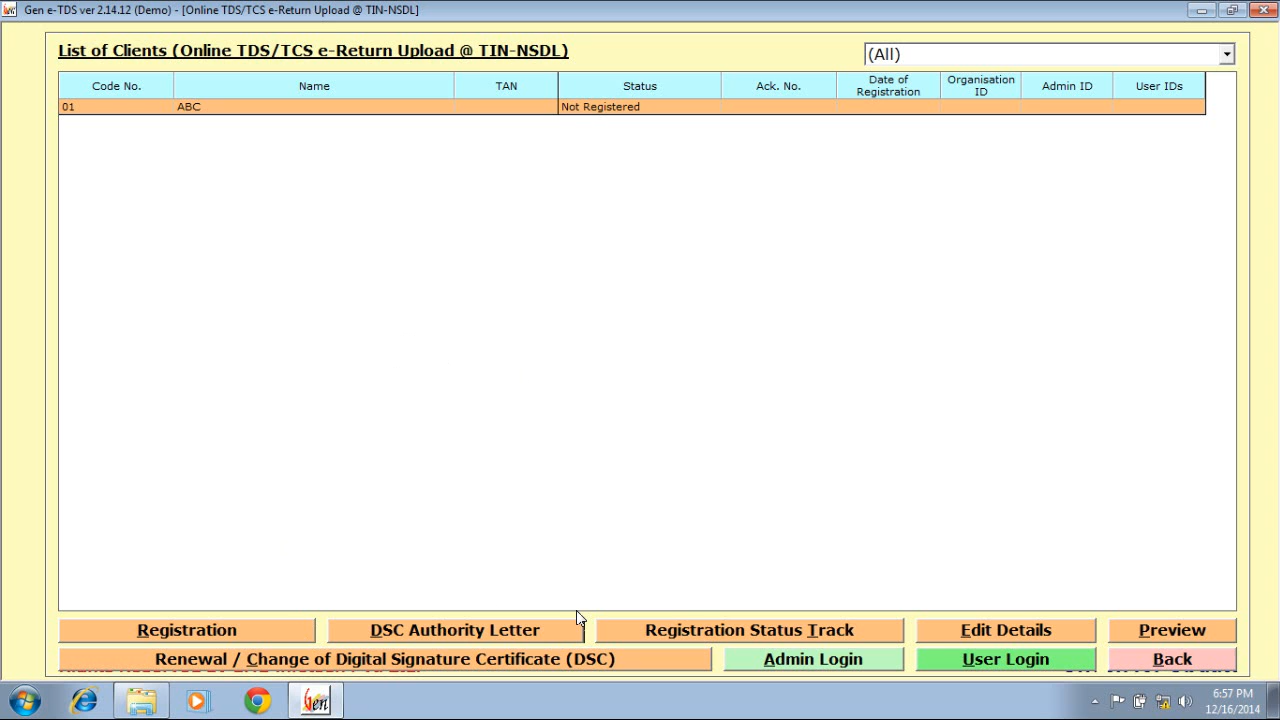 Gen e-TDS ver 2.14.12 (Demo) - [Online TDS/TCS e-Return Upload @ TIN-NSDL]
List of Clients (Online TDS/TCS e-Return Upload @ TIN-NSDL)
(All)
Code No. Name TAN Status Ack. No. Date of Registration Organisation ID Admin ID User IDs
01 ABC Not Registered
Registration DSC Authority Letter Registration Status Track Edit Details Preview
Renewal / Change of Digital Signature Certificate (DSC) Admin Login User Login Back
Gen
6:57 PM
12/16/2014